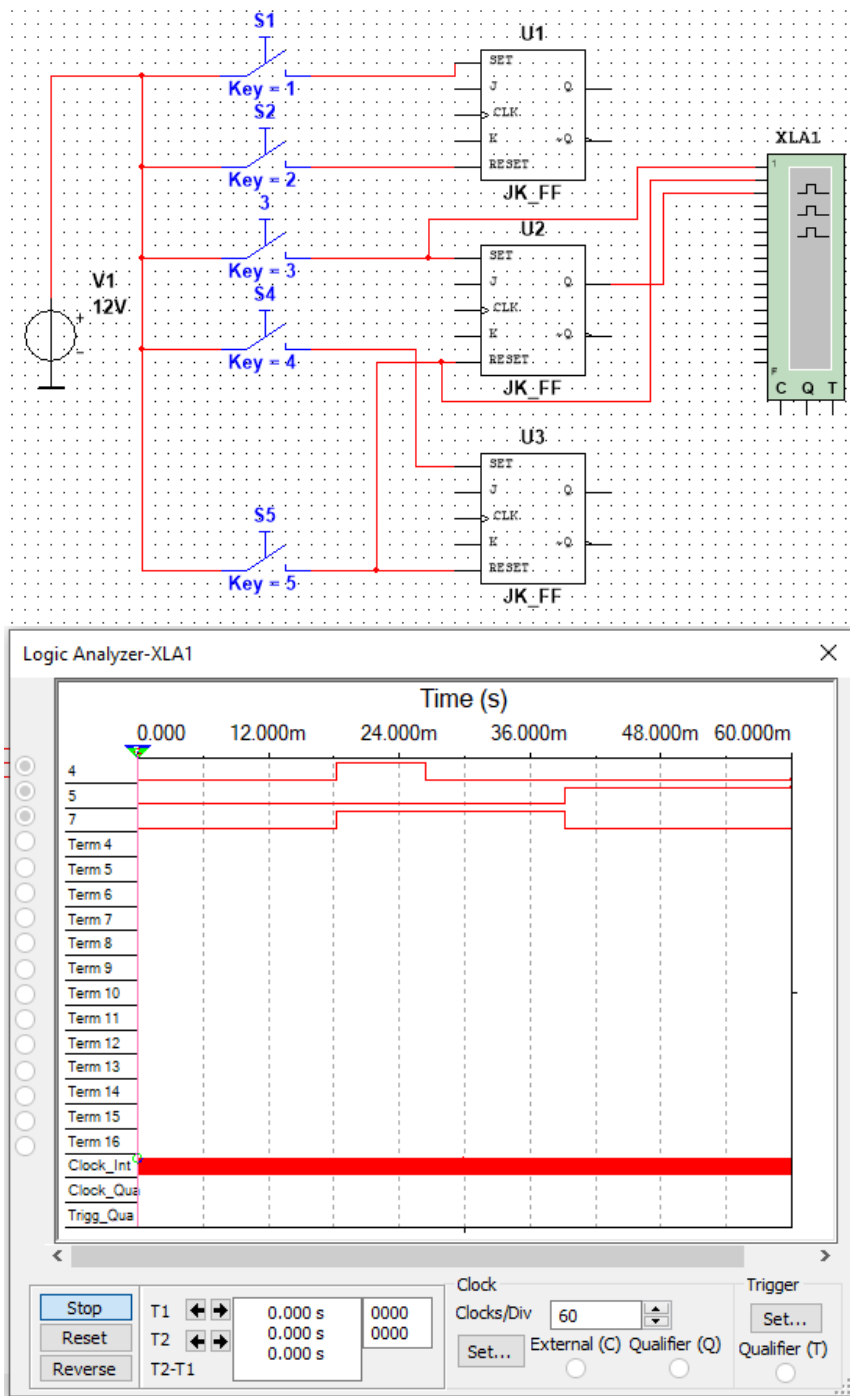 S1
U1
SET
J Q
Key = 1
CLK
S2
K ~Q
XLA1
RESET
1
Key = 2
JK_FF
3
U2
SET
Key = 3
J Q
V1
S4
12V
CLK
+
K ~Q
-
Key = 4
RESET
F
JK_FF
C Q T
U3
SET
J Q
S5
CLK
K ~Q
RESET
Key = 5
JK_FF
Logic Analyzer-XLA1
Time (s)
0.000 12.000m 24.000m 36.000m 48.000m 60.000m
4
5
7
Term 4
Term 5
Term 6
Term 7
Term 8
Term 9
Term 10
Term 11
Term 12
Term 13
Term 14
Term 15
Term 16
Clock_Int
Clock_Qua
Trigg_Qua
Clock
Trigger
Stop
T1
0.000 s
0000
Clocks/Div 60
Set...
Reset
T2
0.000 s
0000
Set...
External (C) Qualifier (Q)
Qualifier (T)
Reverse
T2-T1
0.000 s